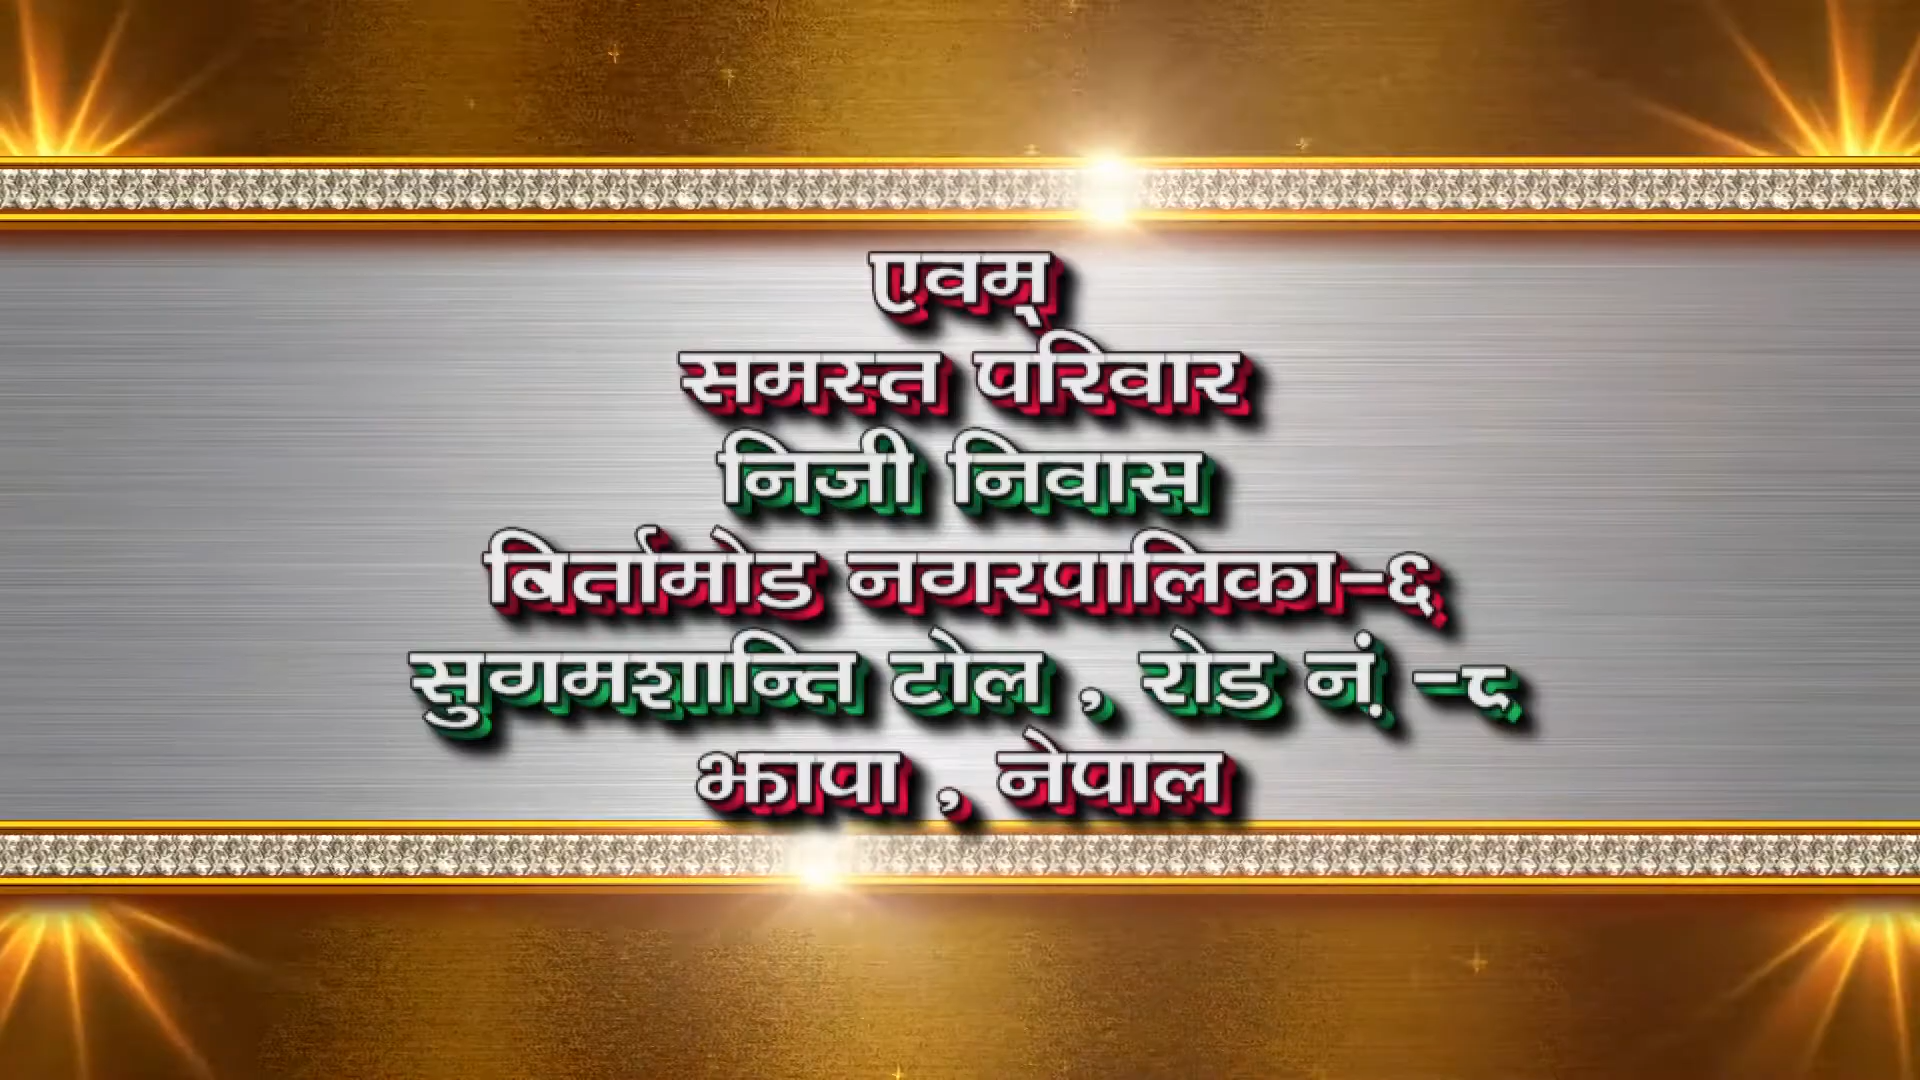 एवम्
समस्त परिवार
निजी निवास
बिर्तामोड नगरपालिका-६
सुगमशान्ति टोल , रोड नं़ -८
झापा , नेपाल